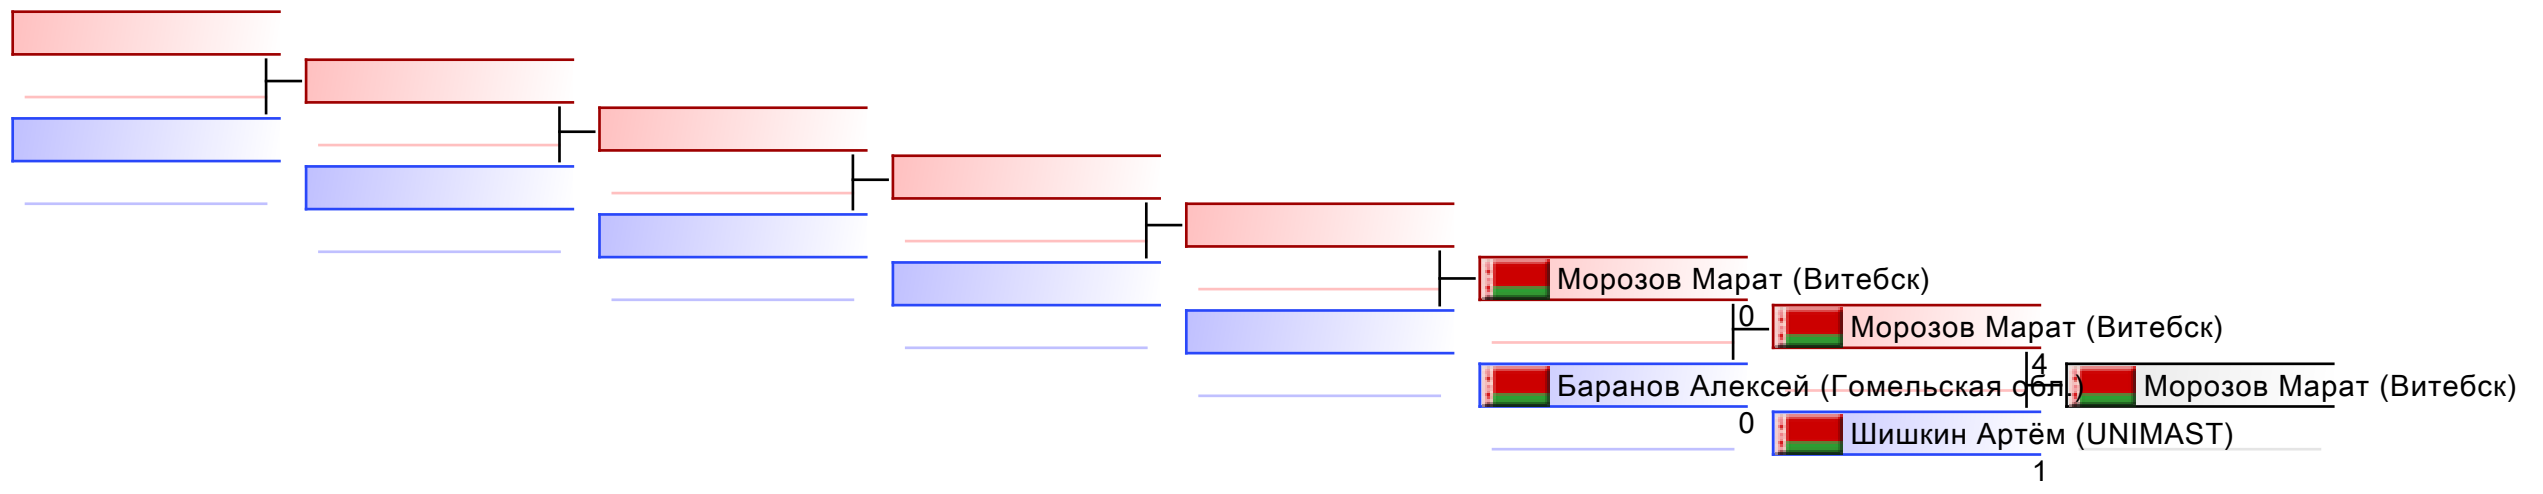 Морозов Марат (Витебск)
0
Морозов Марат (Витебск)
4
Баранов Алексей (Гомельская обл.)
Морозов Марат (Витебск)
0
Шишкин Артём (UNIMAST)
1